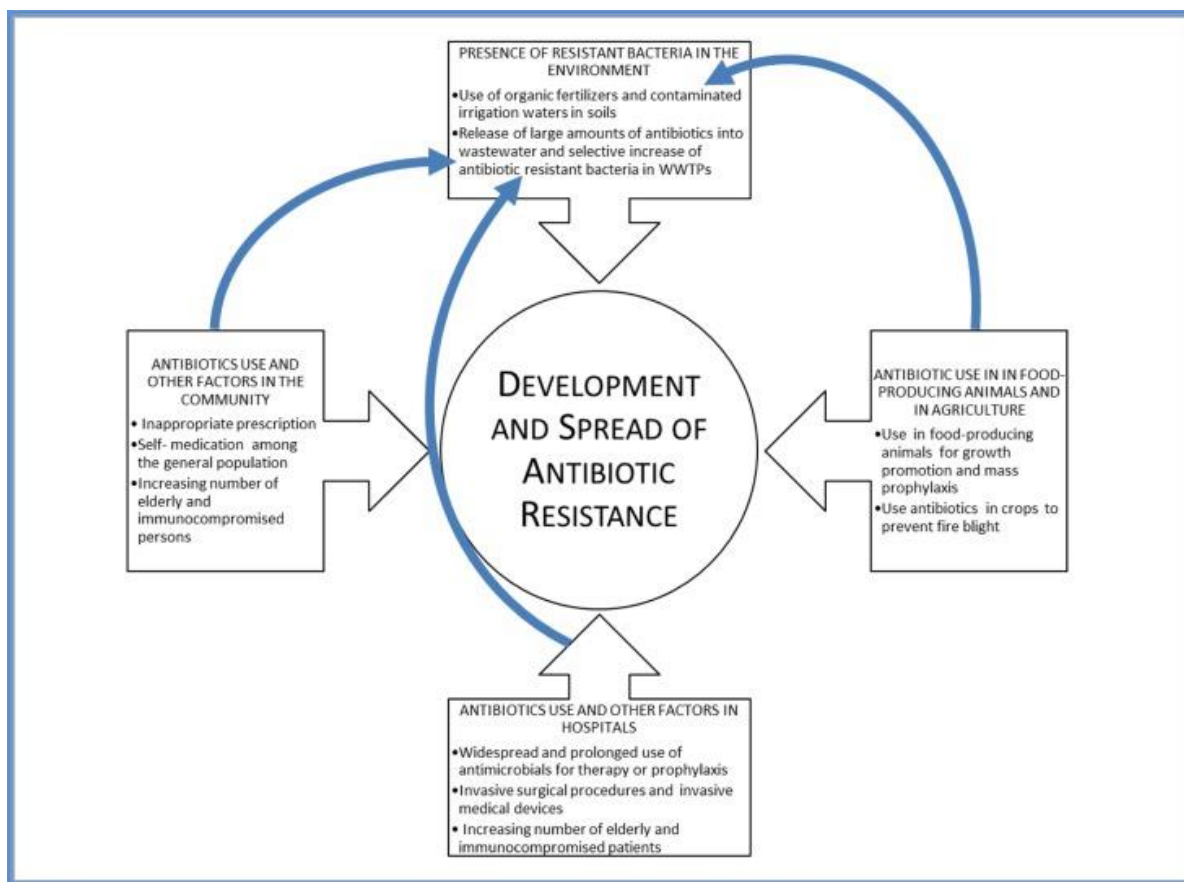 PRESENCE OF RESISTANT BACTERIA IN THE
ENVIRONMENT
•Use of organic fertilizers and contaminated
irrigation waters in soils
•Release of large amounts of antibiotics into
wastewater and selective increase of
antibiotic resistant bacteria in WWTPs
ANTIBIOTICS USE AND
OTHER FACTORS IN THE
COMMUNITY
• Inappropriate prescription
•Self- medication among
the general population
•Increasing number of
elderly and
immunocompromised
persons
DEVELOPMENT
AND SPREAD OF
ANTIBIOTIC
RESISTANCE
ANTIBIOTIC USE IN IN FOOD-
PRODUCING ANIMALS AND
IN AGRICULTURE
•Use in food-producing
animals for growth
promotion and mass
prophylaxis
•Use antibiotics in crops to
prevent fire blight
ANTIBIOTICS USE AND OTHER FACTORS IN
HOSPITALS
•Widespread and prolonged use of
antimicrobials for therapy or prophylaxis
•Invasive surgical procedures and invasive
medical devices
• Increasing number of elderly and
immunocompromised patients